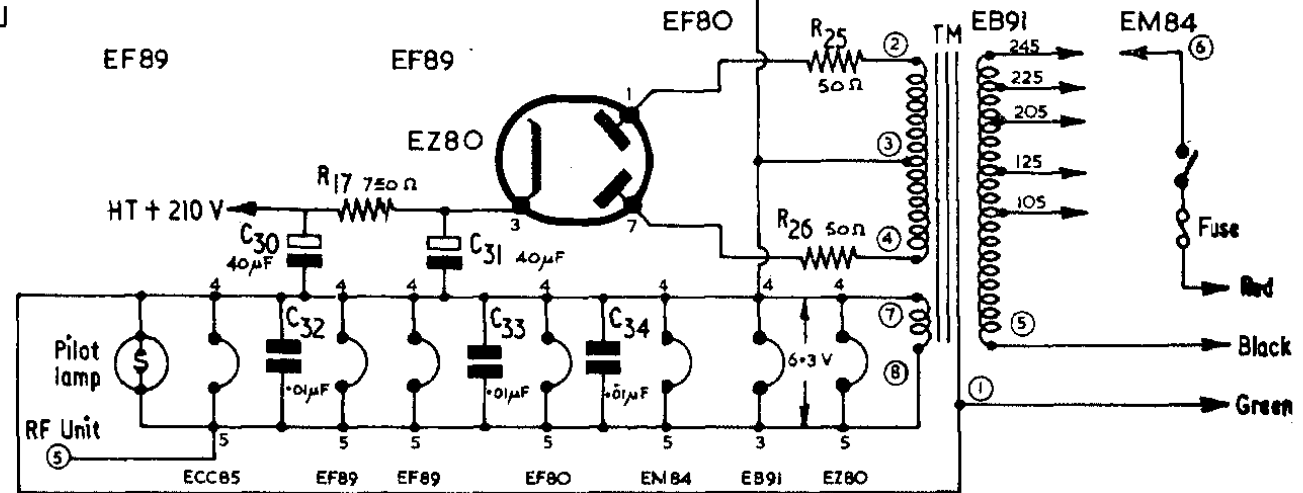 EF80
EB91
EM84
EF89
EF89
R25
50Ω
2
TM
245
6
225
205
125
105
1
EZ80
3
R17 750Ω
HT + 210 V
3
7
R26 50Ω
4
Fuse
C30
40µF
C31 40µF
Red
4
4
4
4
4
4
4
7
5
Black
C32
C33
C34
Pilot
lamp
S
6·3 V
8
·01µF
·01µF
·01µF
1
Green
RF Unit
5
5
5
5
5
5
3
5
ECC85
EF89
EF89
EF80
EM84
EB91
EZ80